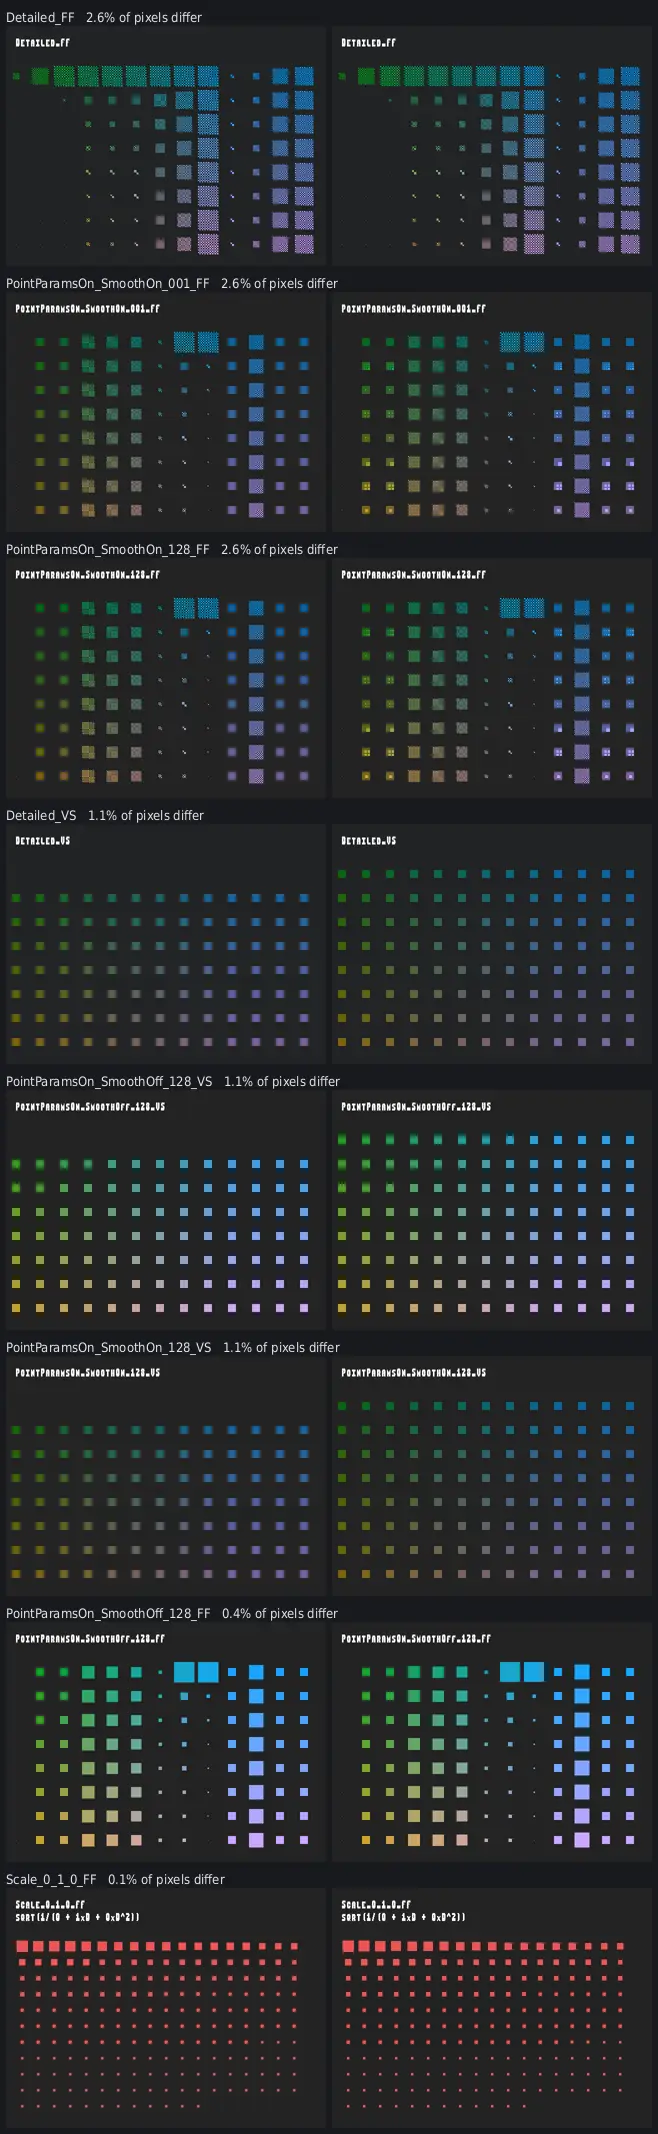 Detailed_FF 2.6% of pixels differ
Detailed_FF Detailed_FF
PointParamsOn_SmoothOn_001_FF 2.6% of pixels differ
PointParamsOn_SmoothOn_001_FF PointParamsOn_SmoothOn_001_FF
PointParamsOn_SmoothOn_128_FF 2.6% of pixels differ
PointParamsOn_SmoothOn_128_FF PointParamsOn_SmoothOn_128_FF
Detailed_VS 1.1% of pixels differ
Detailed_VS Detailed_VS
PointParamsOn_SmoothOff_128_VS 1.1% of pixels differ
PointParamsOn_SmoothOff_128_VS PointParamsOn_SmoothOff_128_VS
PointParamsOn_SmoothOn_128_VS 1.1% of pixels differ
PointParamsOn_SmoothOn_128_VS PointParamsOn_SmoothOn_128_VS
PointParamsOn_SmoothOff_128_FF 0.4% of pixels differ
PointParamsOn_SmoothOff_128_FF PointParamsOn_SmoothOff_128_FF
Scale_0_1_0_FF 0.1% of pixels differ
Scale_0_1_0_FF Scale_0_1_0_FF
sqrt(1/(0 + 1xD + 0xD^2)) sqrt(1/(0 + 1xD + 0xD^2))